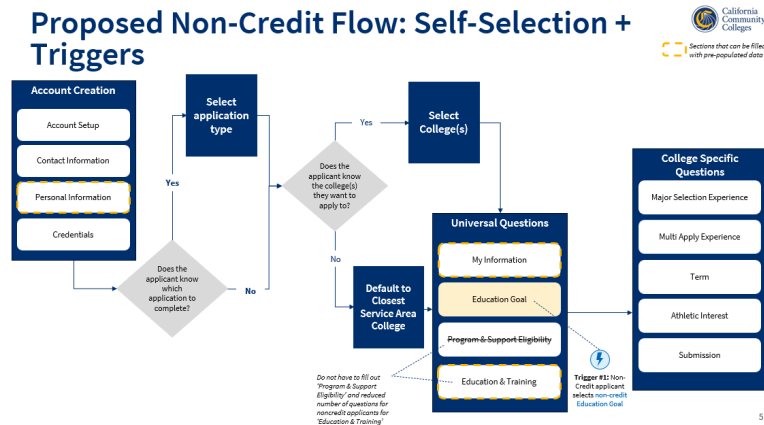 Proposed Non-Credit Flow: Self-Selection +
Triggers
California
Community
Colleges
Sections that can be filled
with pre-populated data
Account Creation
Account Setup
Contact Information
Personal Information
Credentials
Select
application
type
Yes
Does the
applicant know
which
application to
complete?
No
Does the
applicant know
the college(s)
they want to
apply to?
Yes
Select
College(s)
No
Default to
Closest
Service Area
College
Universal Questions
My Information
Education Goal
Program & Support Eligibility
Education & Training
Do not have to fill out
'Program & Support
Eligibility' and reduced
number of questions for
noncredit applicants for
'Education & Training'
Trigger #1: Non-
Credit applicant
selects non-credit
Education Goal
College Specific
Questions
Major Selection Experience
Multi Apply Experience
Term
Athletic Interest
Submission
5